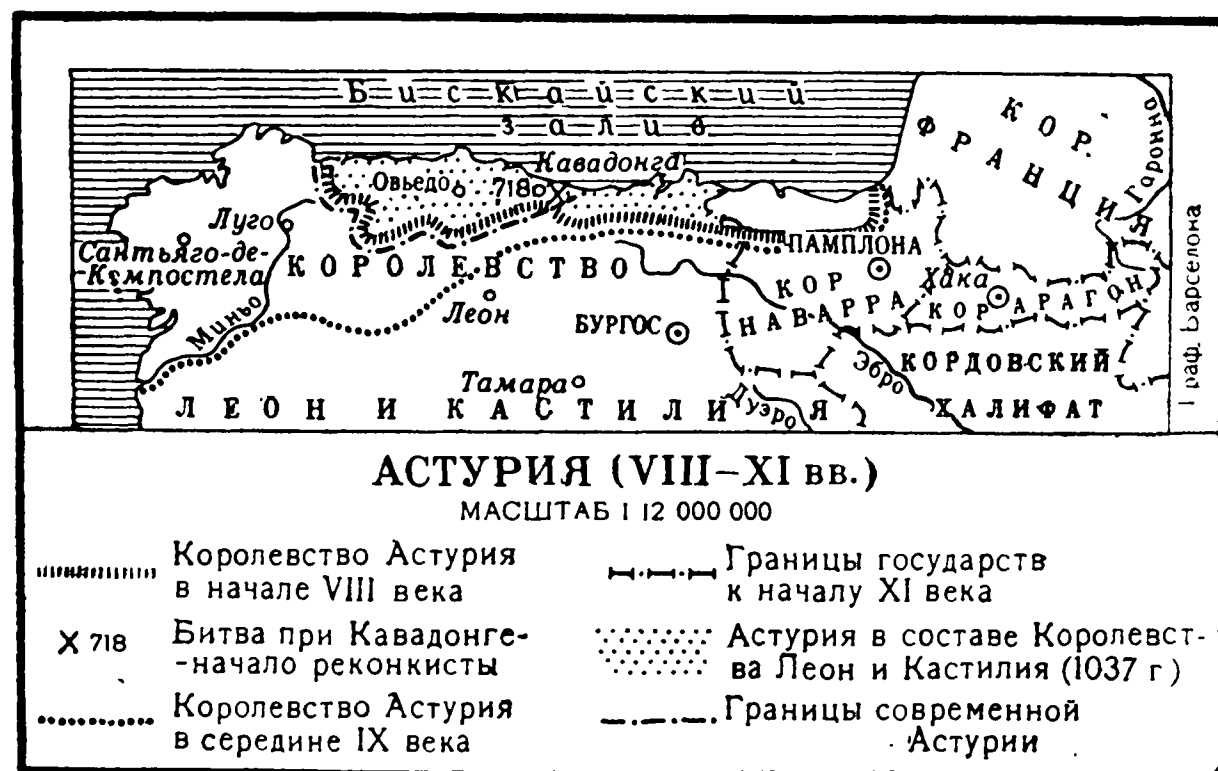 Бискайский
залив
КОР.
ФРАНЦИЯ
Гаронна
Кавадонга
Овьедо
718
Луго
Сантьяго-де-
-Кумпостела
КОРОЛЕВСТВО
ПАМПЛОНА
КОР
НАВАРРА
Хака
КОР АРАГОН
Миньо
Леон
БУРГОС
Эбро
КОРДОВСКИЙ
ХАЛИФАТ
Тамара
Дуэро
ЛЕОН И КАСТИЛИЯ
Граф. Барселона
АСТУРИЯ (VIII–XI вв.)
МАСШТАБ 1 12 000 000
Королевство Астурия
в начале VIII века
Границы государств
к началу XI века
X 718
Битва при Кавадонге-
-начало реконкисты
Астурия в составе Королевст-
ва Леон и Кастилия (1037 г)
Королевство Астурия
в середине IX века
Границы современной
Астурии